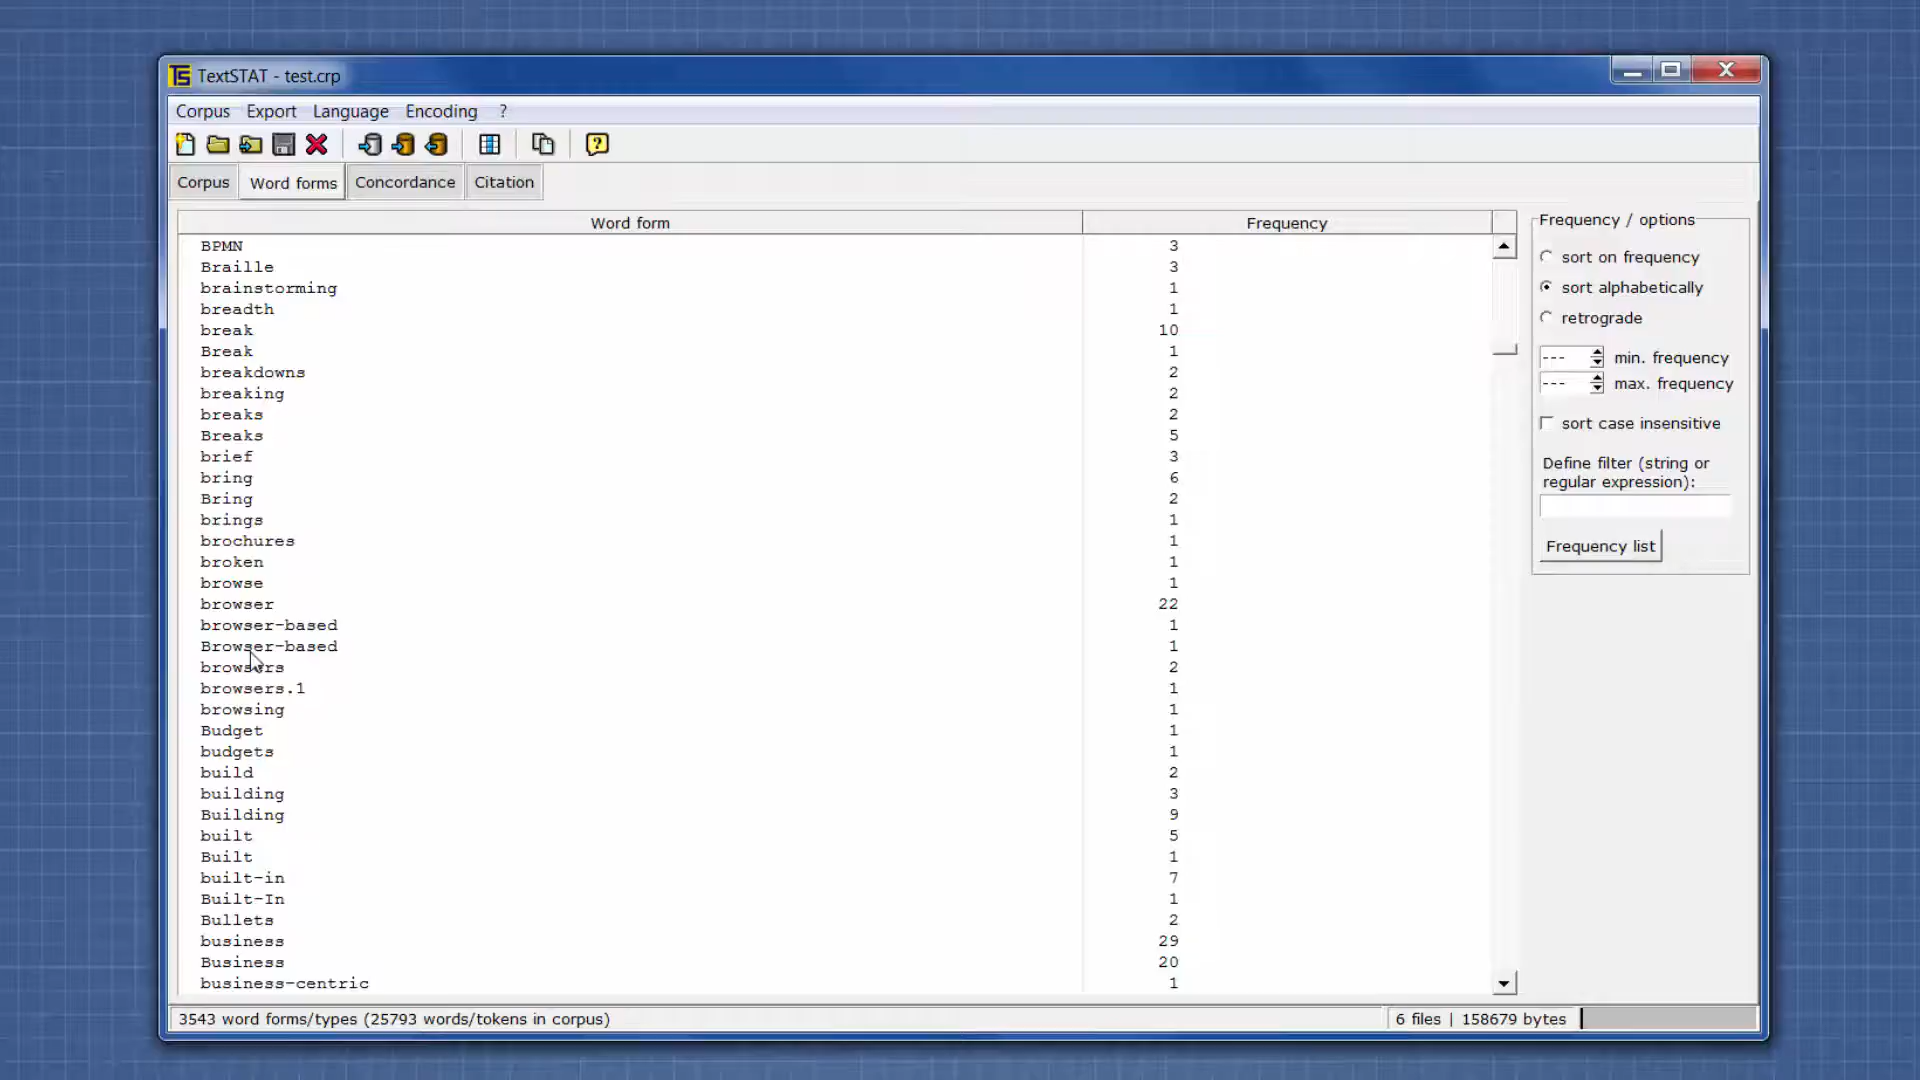 TextSTAT - test.crp
Corpus Export Language Encoding ?
Corpus Word forms Concordance Citation
Word form Frequency
BPMN 3
Braille 3
brainstorming 1
breadth 1
break 10
Break 1
breakdowns 2
breaking 2
breaks 2
Breaks 5
brief 3
bring 6
Bring 2
brings 1
brochures 1
broken 1
browse 1
browser 22
browser-based 1
Browser-based 1
browsers 2
browsers.1 1
browsing 1
Budget 1
budgets 1
build 2
building 3
Building 9
built 5
Built 1
built-in 7
Built-In 1
Bullets 2
business 29
Business 20
business-centric 1
Frequency / options
sort on frequency
sort alphabetically
retrograde
--- min. frequency
--- max. frequency
sort case insensitive
Define filter (string or
regular expression):
Frequency list
3543 word forms/types (25793 words/tokens in corpus)
6 files | 158679 bytes